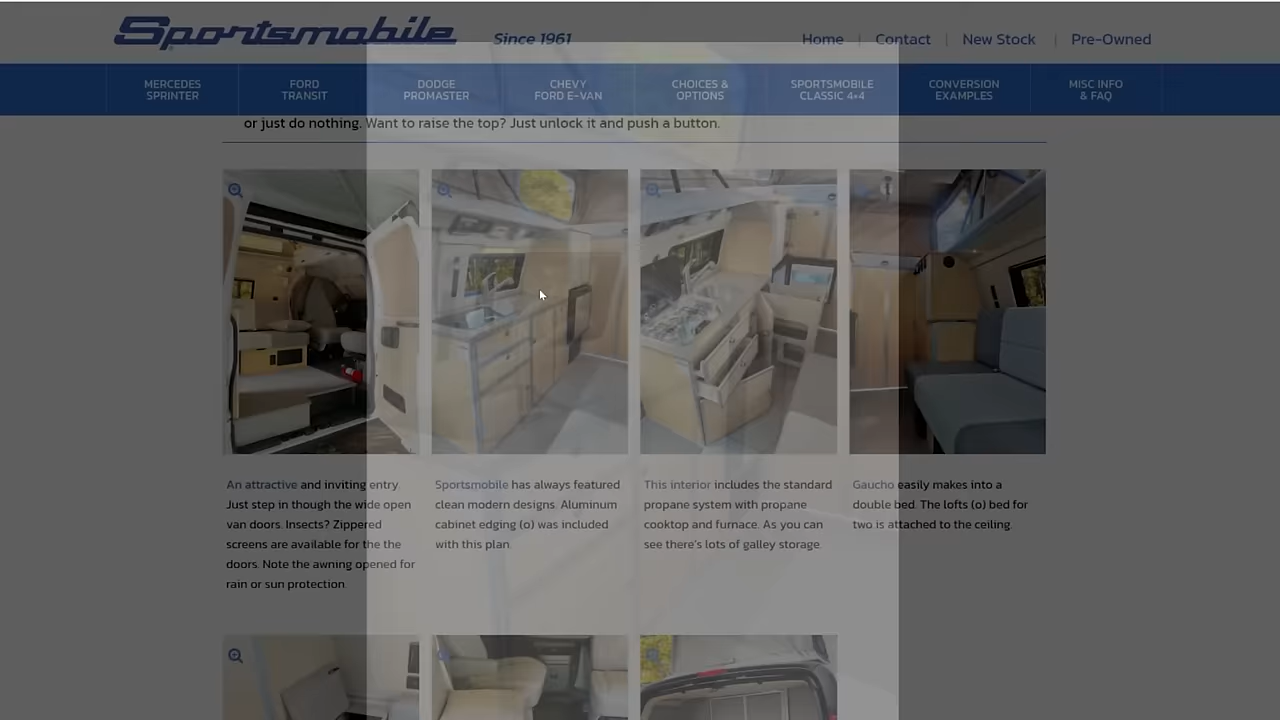 Sportsmobile Since 1961 Home | Contact | New Stock | Pre-Owned
MERCEDES SPRINTER
FORD TRANSIT
DODGE PROMASTER
CHEVY FORD E-VAN
CHOICES & OPTIONS
SPORTSMOBILE CLASSIC 4×4
CONVERSION EXAMPLES
MISC INFO & FAQ
or just do nothing. Want to raise the top? Just unlock it and push a button.
An attractive and inviting entry.
Just step in though the wide open
van doors. Insects? Zippered
screens are available for the the
doors. Note the awning opened for
rain or sun protection.
Sportsmobile has always featured
clean modern designs. Aluminum
cabinet edging (o) was included
with this plan.
This interior includes the standard
propane system with propane
cooktop and furnace. As you can
see there's lots of galley storage.
Gaucho easily makes into a
double bed. The lofts (o) bed for
two is attached to the ceiling.